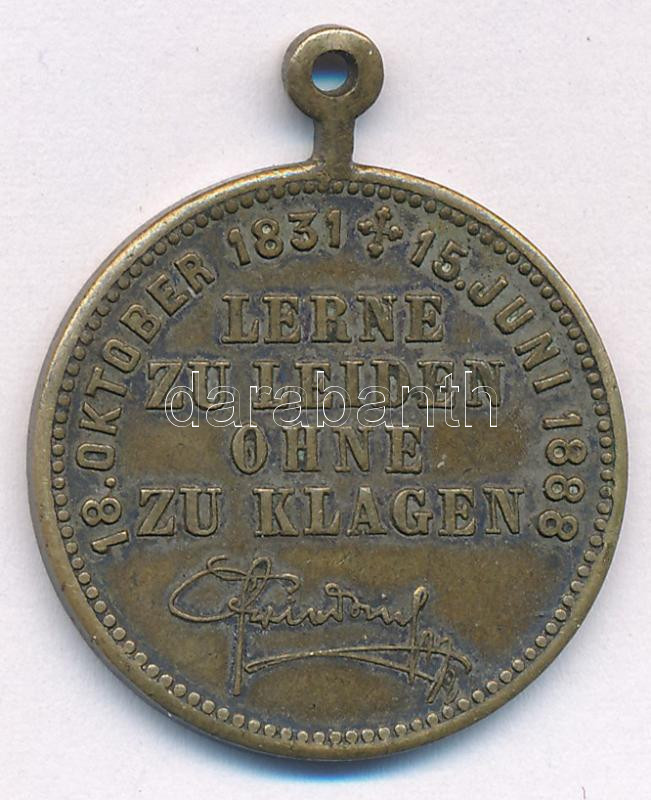 18. OKTOBER 1831 15. JUNI 1888
LERNE
ZU LEIDEN
OHNE
ZU KLAGEN
Friedrich
darabanth